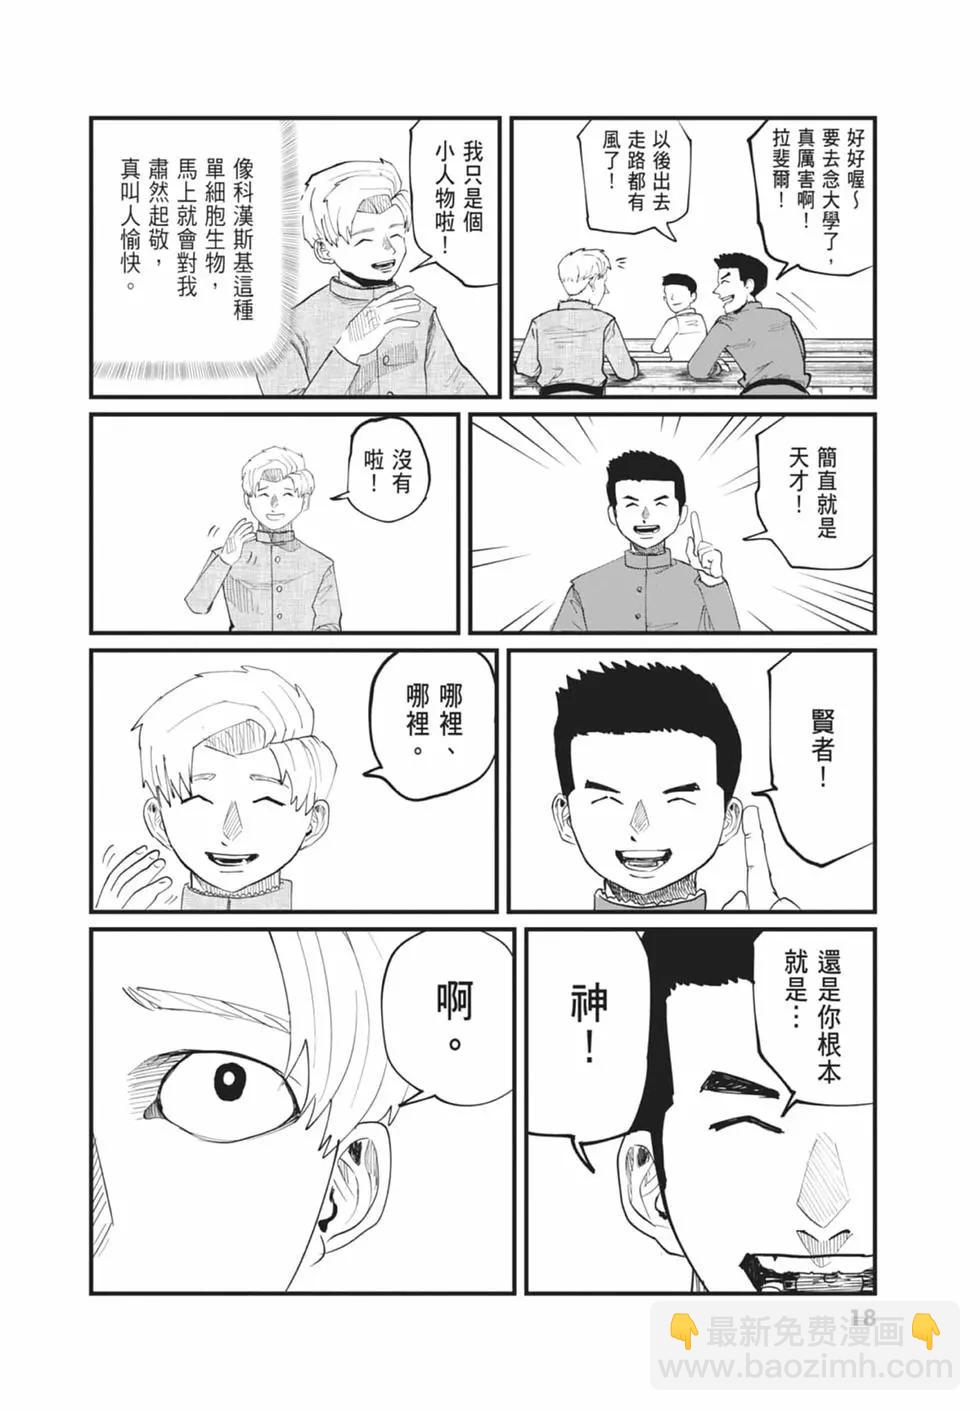 好好喔～
要去念大學了，
真厲害啊！
拉斐爾！
以後出去
走路都有
風了！
我只是個
小人物啦！
像科漢斯基這種
單細胞生物，
馬上就會對我
肅然起敬，
真叫人愉快。
簡直就是
天才！
沒有
啦！
賢者！
哪裡、
哪裡。
還是你根本
就是…
神！
啊。
18
👇最新免費漫画👇
www.baozimh.com